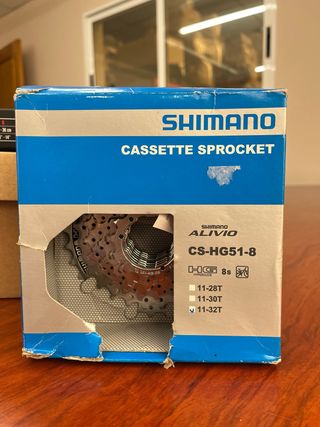 SHIMANO
CASSETTE SPROCKET
SHIMANO
ALIVIO
CS-HG51-8
HG 8s
11-28T
11-30T
11-32T